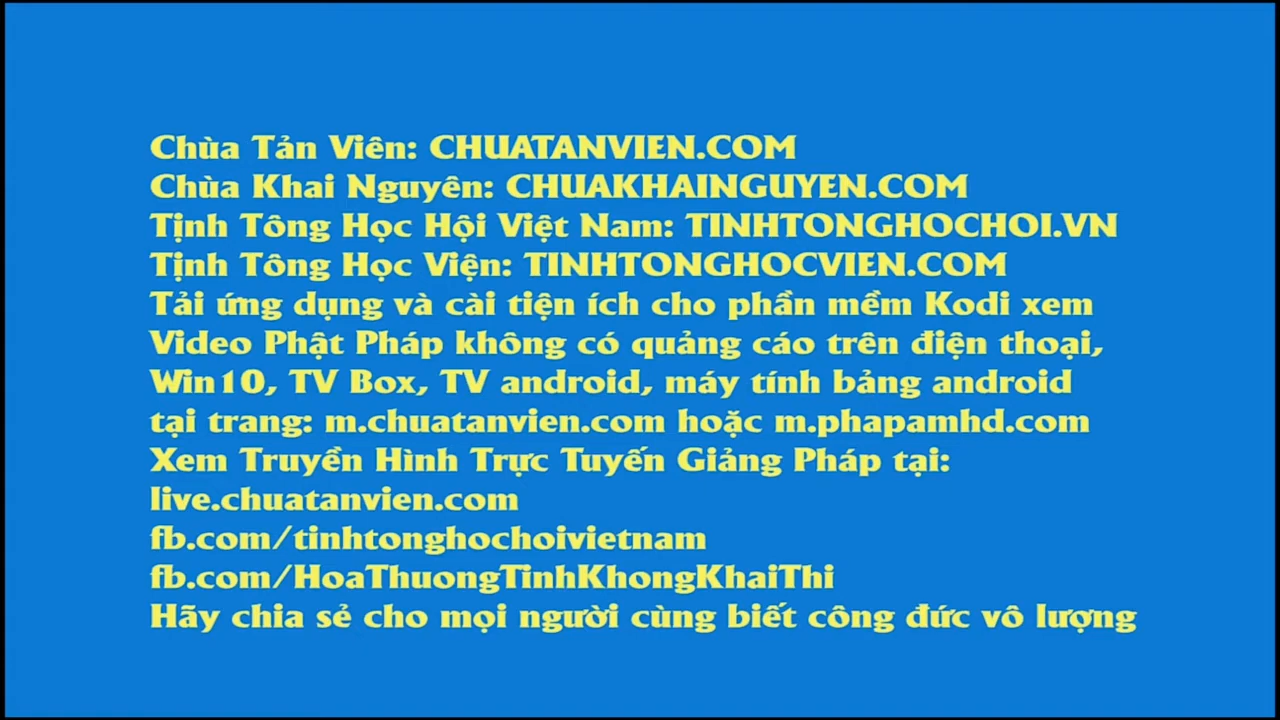 Chùa Tản Viên: CHUATANVIEN.COM
Chùa Khai Nguyên: CHUAKHAINGUYEN.COM
Tịnh Tông Học Hội Việt Nam: TINHTONGHOCHOI.VN
Tịnh Tông Học Viện: TINHTONGHOCVIEN.COM
Tải ứng dụng và cài tiện ích cho phần mềm Kodi xem
Video Phật Pháp không có quảng cáo trên điện thoại,
Win10, TV Box, TV android, máy tính bảng android
tại trang: m.chuatanvien.com hoặc m.phapamhd.com
Xem Truyền Hình Trực Tuyến Giảng Pháp tại:
live.chuatanvien.com
fb.com/tinhtonghochoivietnam
fb.com/HoaThuongTinhKhongKhaiThi
Hãy chia sẻ cho mọi người cùng biết công đức vô lượng